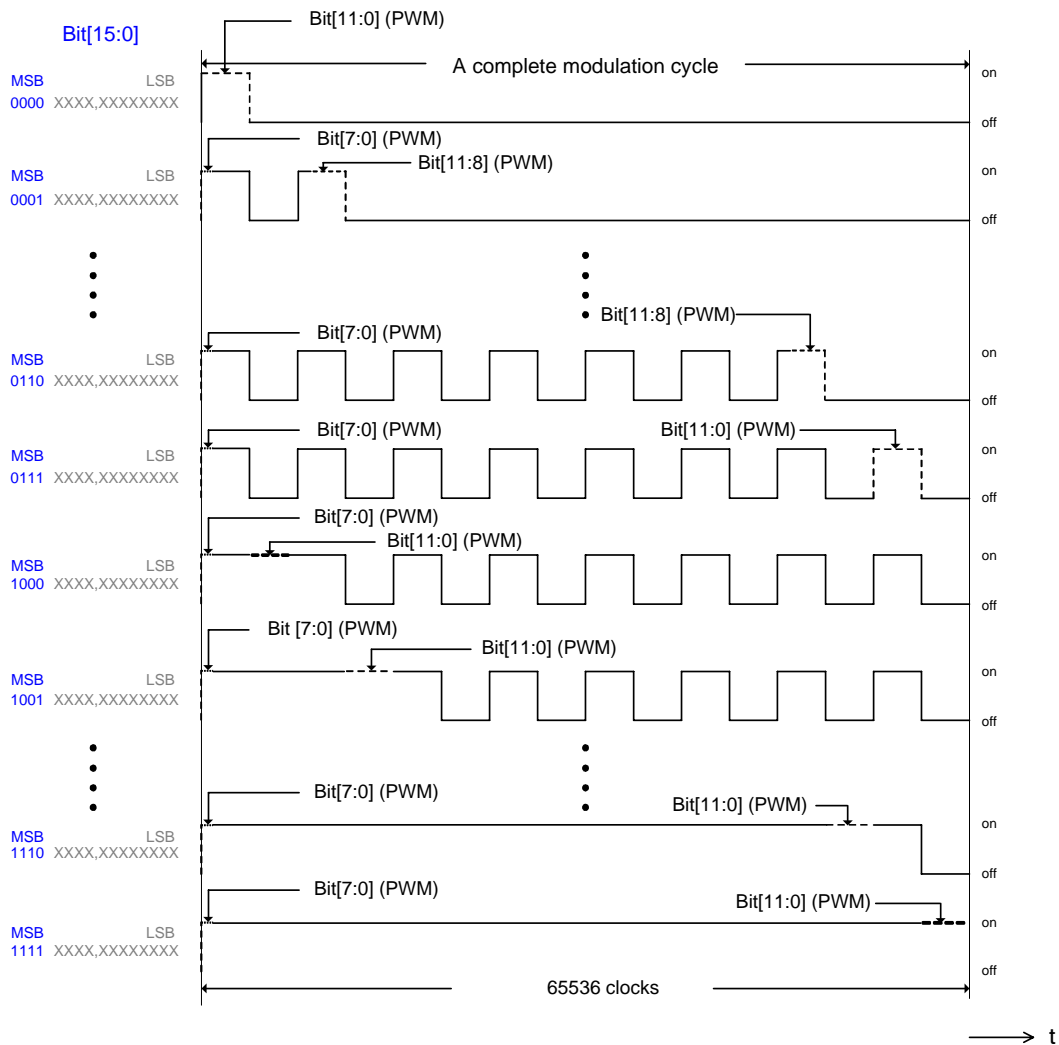 Bit[11:0] (PWM)
Bit[15:0]
A complete modulation cycle
MSB LSB
0000 XXXX,XXXXXXXX
on
off
Bit[7:0] (PWM)
Bit[11:8] (PWM)
MSB LSB
0001 XXXX,XXXXXXXX
on
off
Bit[11:8] (PWM)
Bit[7:0] (PWM)
MSB LSB
0110 XXXX,XXXXXXXX
on
off
Bit[7:0] (PWM)
Bit[11:0] (PWM)
MSB LSB
0111 XXXX,XXXXXXXX
on
off
Bit[7:0] (PWM)
Bit[11:0] (PWM)
MSB LSB
1000 XXXX,XXXXXXXX
on
off
Bit [7:0] (PWM)
Bit[11:0] (PWM)
MSB LSB
1001 XXXX,XXXXXXXX
on
off
Bit[7:0] (PWM)
Bit[11:0] (PWM)
MSB LSB
1110 XXXX,XXXXXXXX
on
off
Bit[7:0] (PWM)
Bit[11:0] (PWM)
MSB LSB
1111 XXXX,XXXXXXXX
on
off
65536 clocks
t